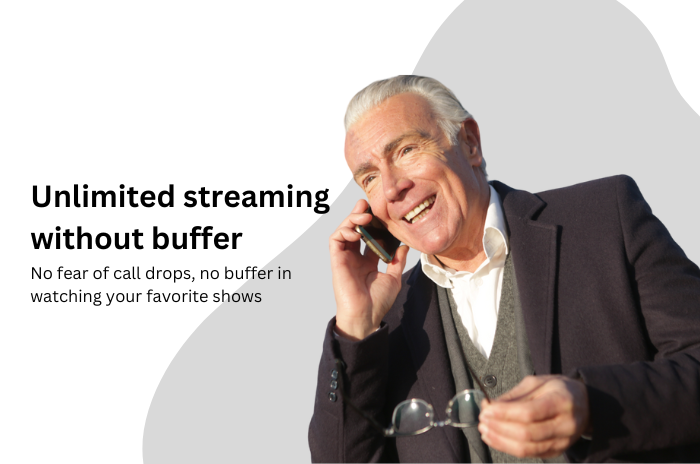 Unlimited streaming
without buffer
No fear of call drops, no buffer in
watching your favorite shows